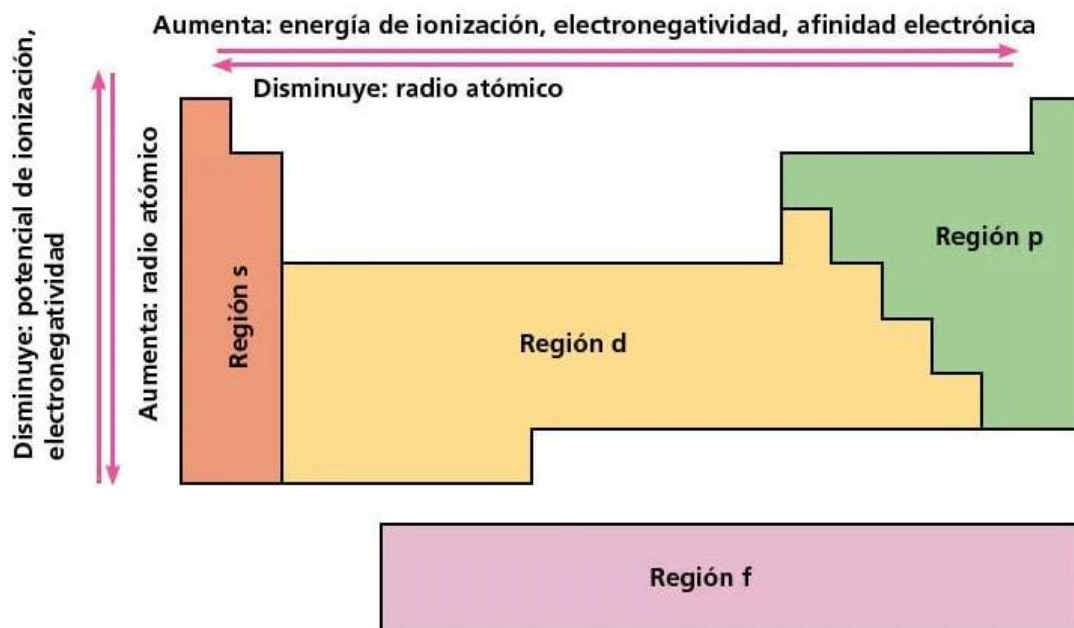 Aumenta: energía de ionización, electronegatividad, afinidad electrónica
Disminuye: radio atómico
Disminuye: potencial de ionización,
electronegatividad
Aumenta: radio atómico
Región s
Región d
Región p
Región f